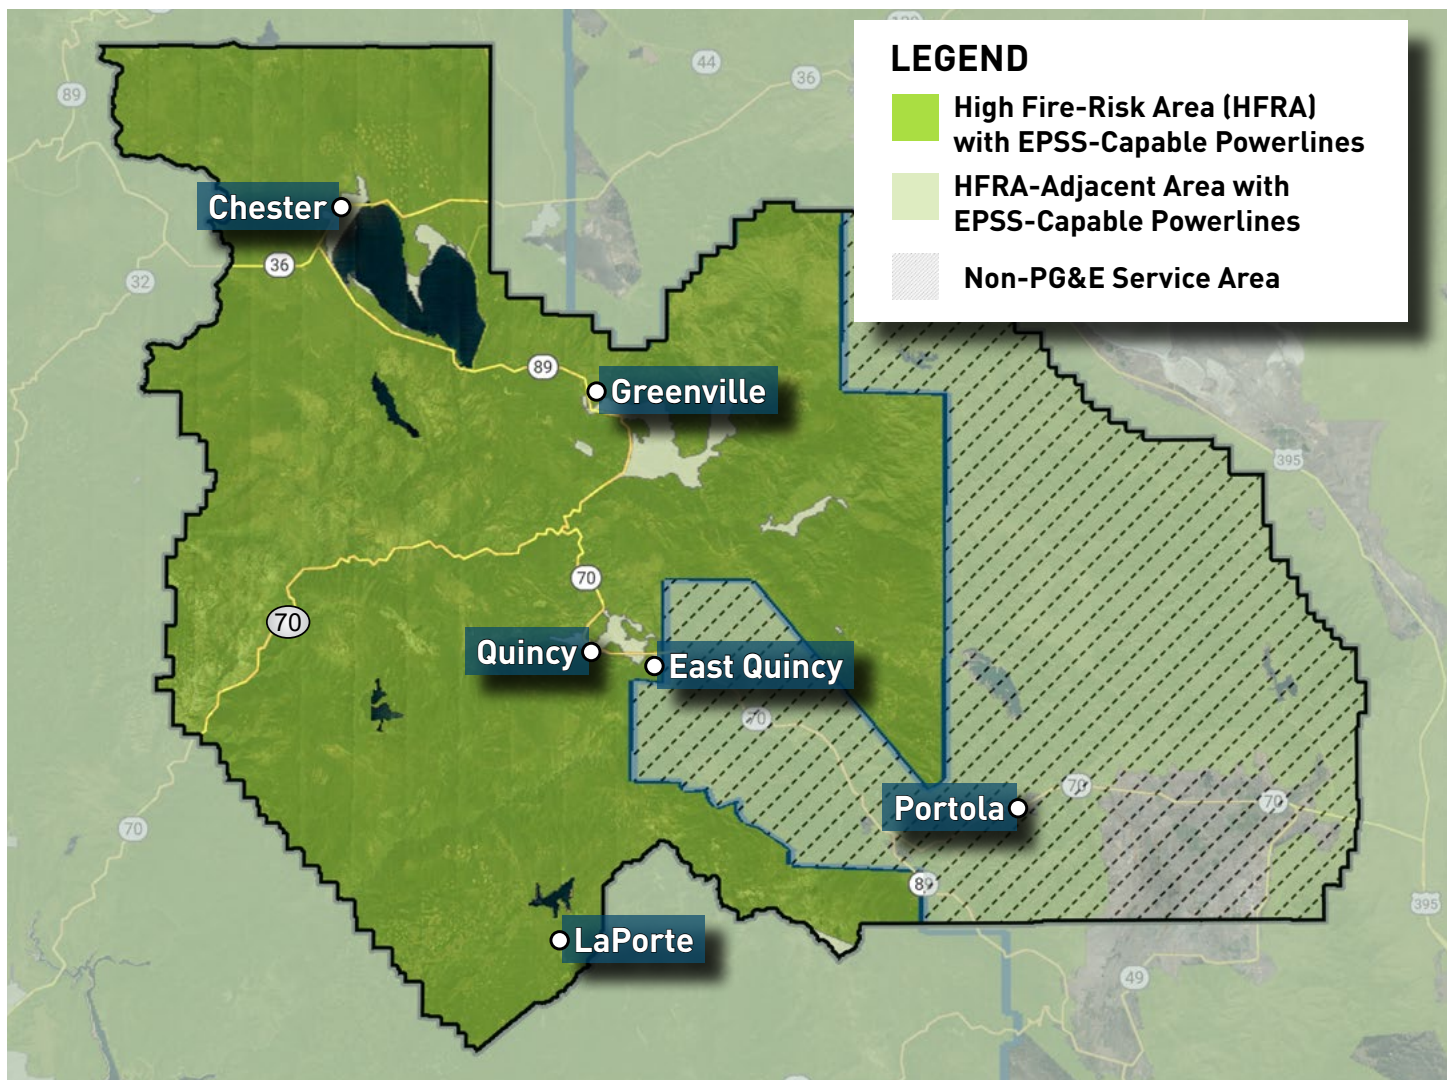 LEGEND
High Fire-Risk Area (HFRA)
with EPSS-Capable Powerlines
HFRA-Adjacent Area with
EPSS-Capable Powerlines
Non-PG&E Service Area
44
36
89
Chester
36
32
89
Greenville
395
70
70
Quincy
East Quincy
70
Portola
70
70
70
89
395
LaPorte
49